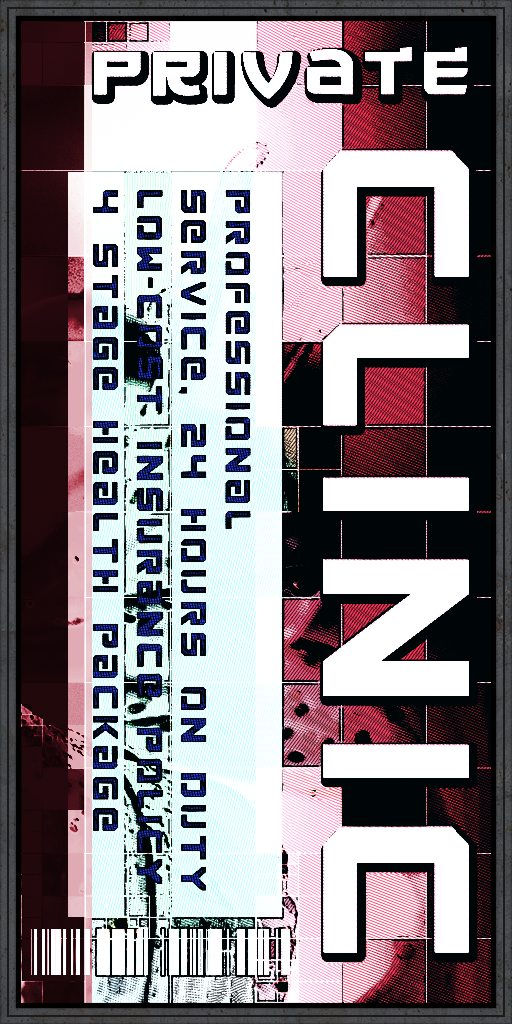 PRIVATE
CLINIC
PROFESSIONAL
SERVICE, 24 HOURS ON DUTY
LOW-COST INSURANCE POLICY
4 STAGE HEALTH PACKAGE